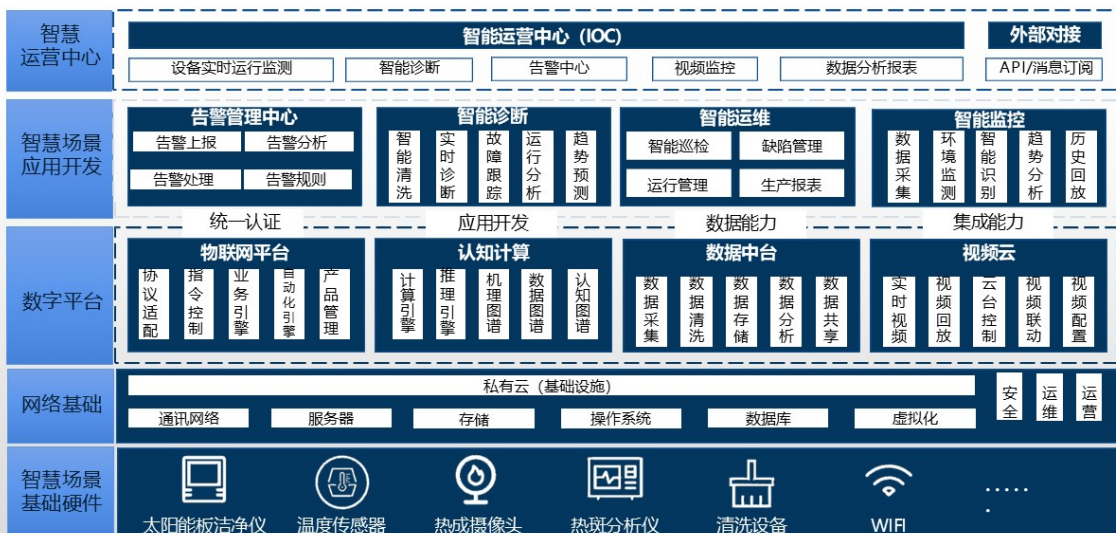 智慧
运营中心
智能运营中心（IOC）
外部对接
设备实时运行监测
智能诊断
告警中心
视频监控
数据分析报表
API/消息订阅
智慧场景
应用开发
告警管理中心
告警上报
告警分析
告警处理
告警规则
智能诊断
智能清洗
实时诊断
故障跟踪
运行分析
趋势预测
智能运维
智能巡检
缺陷管理
运行管理
生产报表
智能监控
数据采集
环境监测
智能识别
趋势分析
历史回放
统一认证
应用开发
数据能力
集成能力
数字平台
物联网平台
协议适配
指令控制
业务引擎
自动化引擎
产品管理
认知计算
计算引擎
推理引擎
机理图谱
数据图谱
认知图谱
数据中台
数据采集
数据清洗
数据存储
数据分析
数据共享
视频云
实时视频
视频回放
云台控制
视频联动
视频配置
网络基础
私有云（基础设施）
通讯网络
服务器
存储
操作系统
数据库
虚拟化
安全
运维
运营
智慧场景
基础硬件
太阳能板洁净仪
温度传感器
热成摄像头
热斑分析仪
清洗设备
WIFI
······